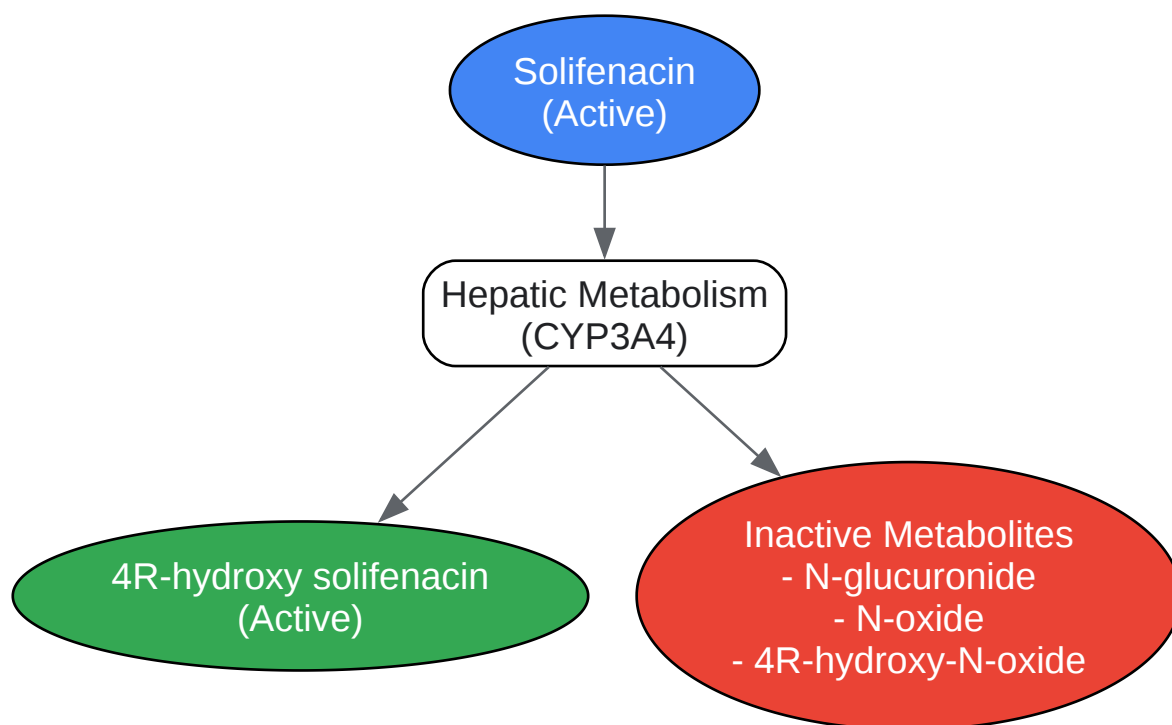 Solifenacin
(Active)
Hepatic Metabolism
(CYP3A4)
4R-hydroxy solifenacin
(Active)
Inactive Metabolites
- N-glucuronide
- N-oxide
- 4R-hydroxy-N-oxide